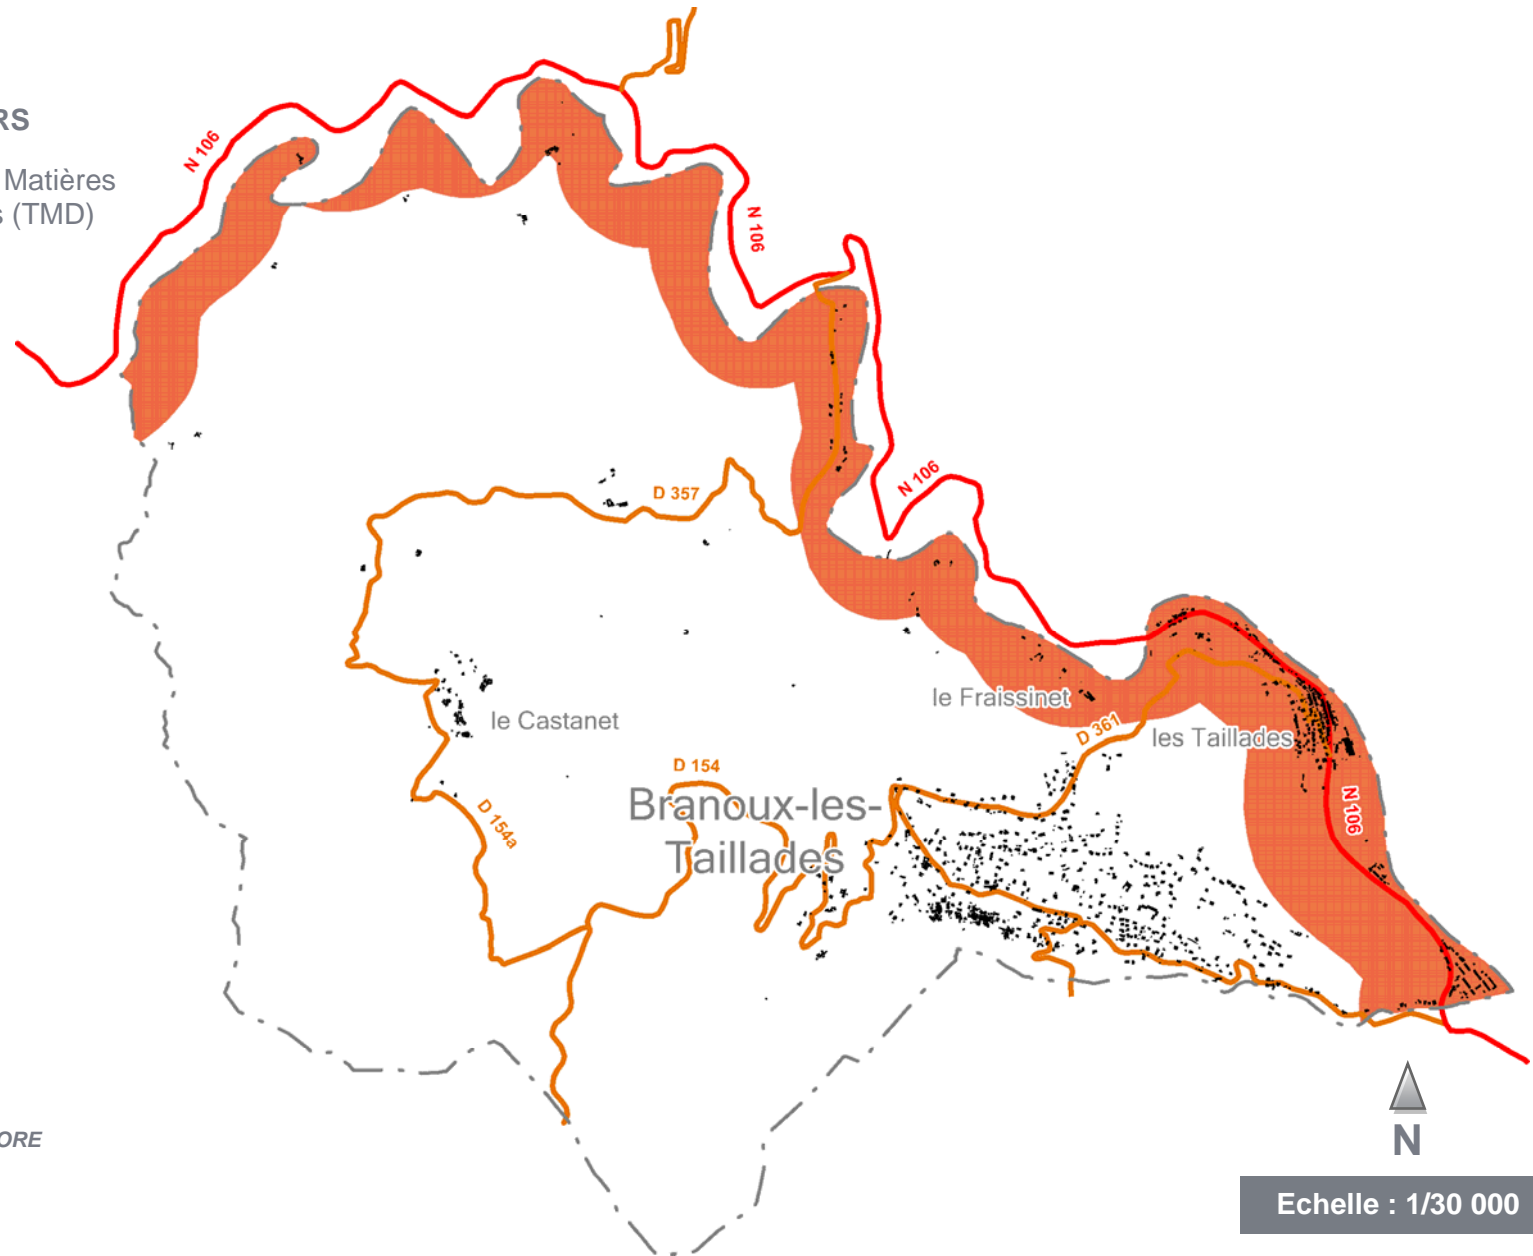 RS
Matières
s (TMD)
N 106
N 106
N 106
D 357
le Fraissinet
le Castanet
D 361
les Taillades
D 154
N 106
D 154a
Branoux-les-
Taillades
ORE
N
Echelle : 1/30 000